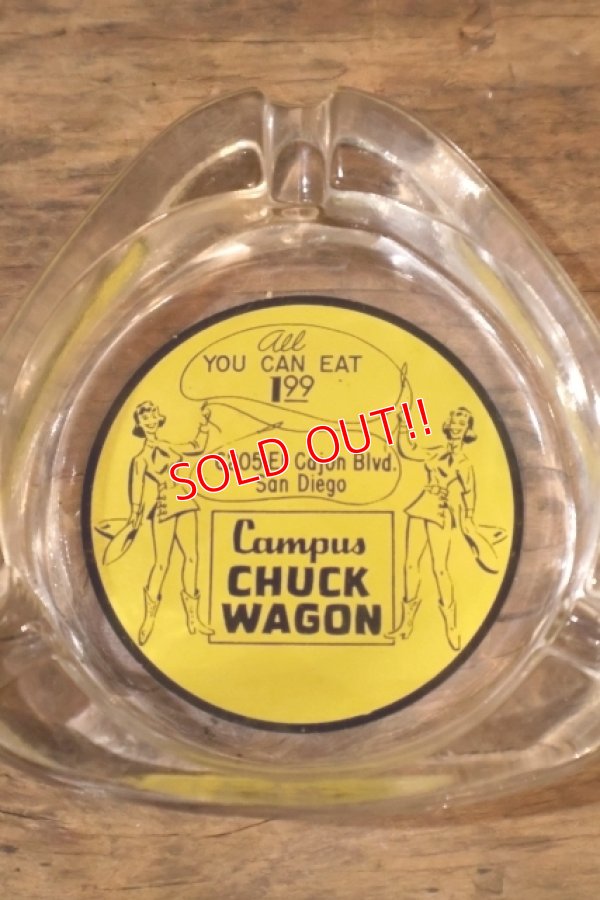 All
YOU CAN EAT
1 99
SOLD OUT!!
El Cajon Blvd.
San Diego
Campus
CHUCK
WAGON